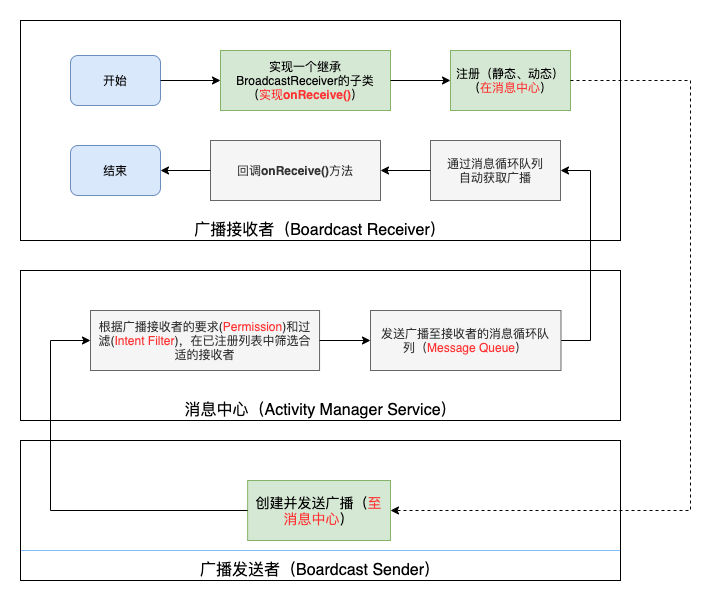 开始
实现一个继承
BroadcastReceiver的子类
（实现onReceive()）
注册（静态、动态）
（在消息中心）
结束
回调onReceive()方法
通过消息循环队列
自动获取广播
广播接收者（Boardcast Receiver）
根据广播接收者的要求(Permission)和过
滤(Intent Filter)，在已注册列表中筛选合
适的接收者
发送广播至接收者的消息循环队
列（Message Queue）
消息中心（Activity Manager Service）
创建并发送广播（至
消息中心）
广播发送者（Boardcast Sender）